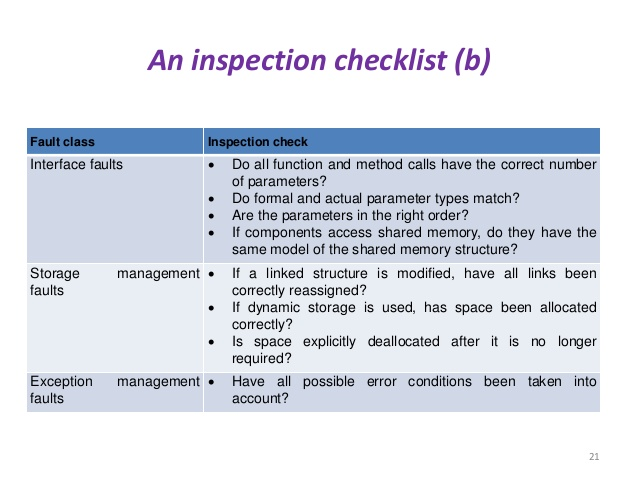 An inspection checklist (b)
Fault class
Inspection check
Interface faults
• Do all function and method calls have the correct number
of parameters?
• Do formal and actual parameter types match?
• Are the parameters in the right order?
• If components access shared memory, do they have the
same model of the shared memory structure?
Storage management
faults
• If a linked structure is modified, have all links been
correctly reassigned?
• If dynamic storage is used, has space been allocated
correctly?
• Is space explicitly deallocated after it is no longer
required?
Exception management
faults
• Have all possible error conditions been taken into
account?
21